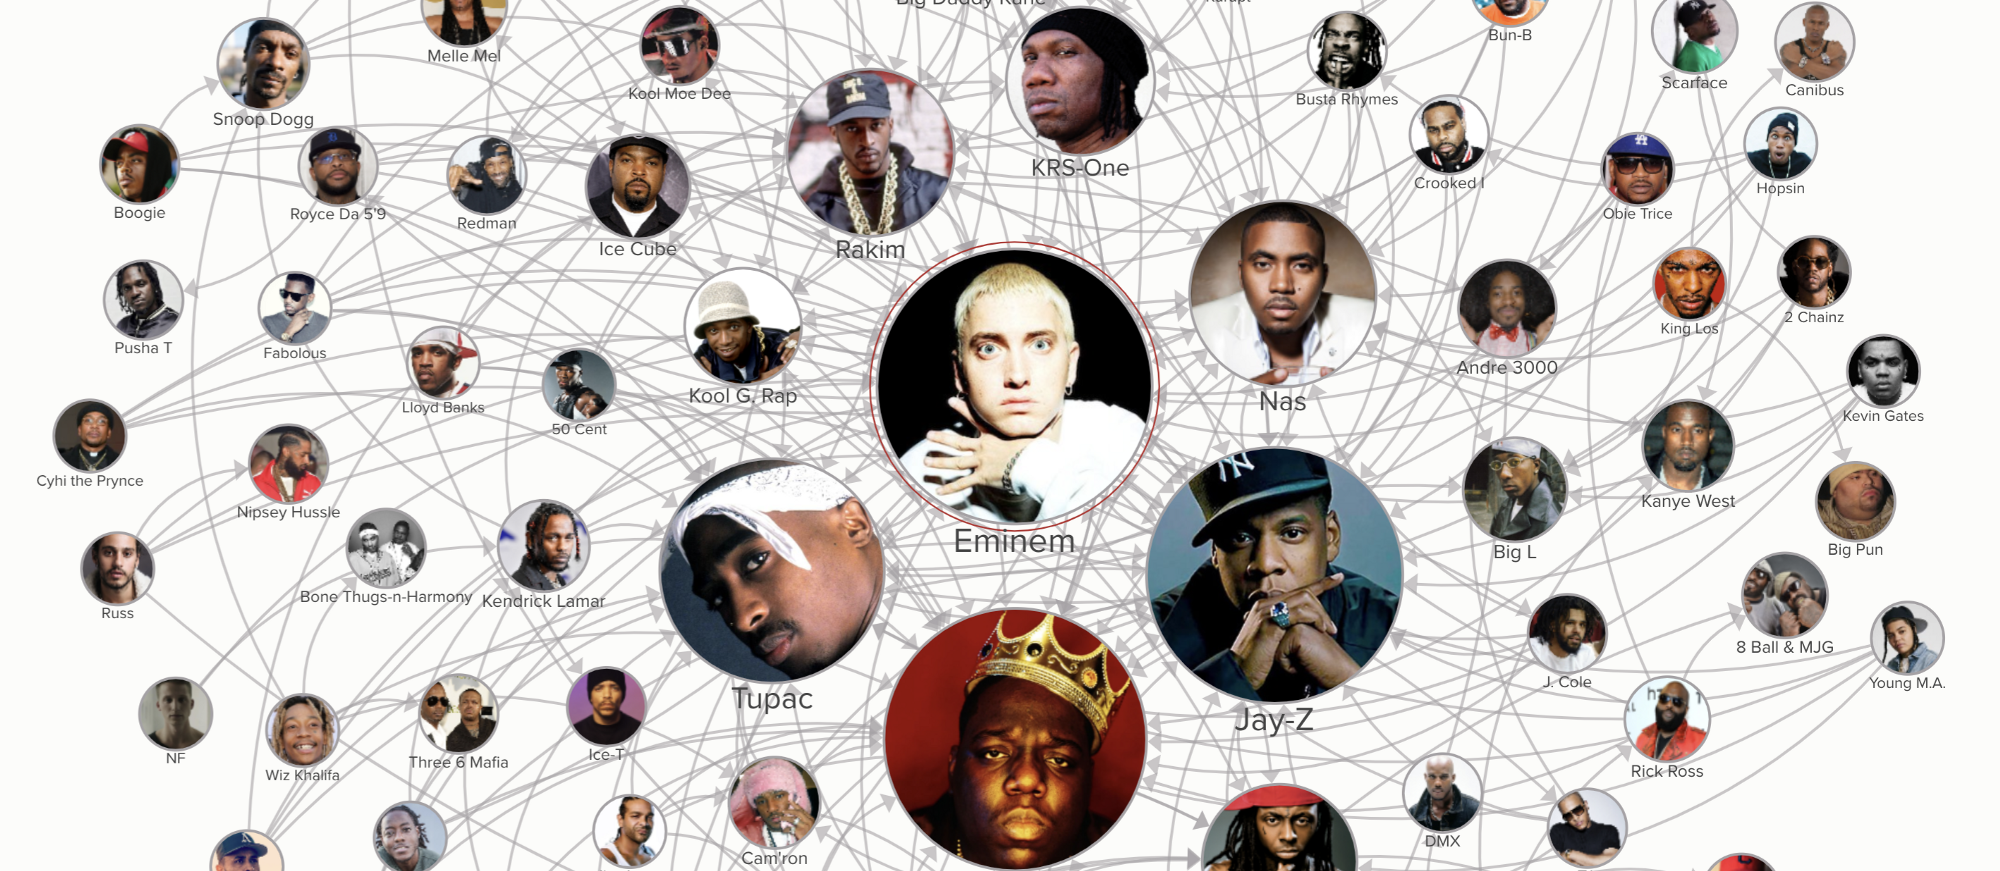 Big Daddy Kane
Melle Mel
Bun-B
Kool Moe Dee
Scarface
Canibus
Busta Rhymes
Snoop Dogg
KRS-One
Crooked I
Hopsin
Boogie
Royce Da 5'9
Redman
Obie Trice
Ice Cube
Rakim
2 Chainz
King Los
Pusha T
Fabolous
Andre 3000
Kool G. Rap
Nas
Lloyd Banks
Kevin Gates
50 Cent
Cyhi the Prynce
Kanye West
Nipsey Hussle
Eminem
Big L
Big Pun
Bone Thugs-n-Harmony
Kendrick Lamar
Russ
8 Ball & MJG
J. Cole
Young M.A.
Tupac
Jay-Z
NF
Ice-T
Three 6 Mafia
Wiz Khalifa
Rick Ross
DMX
Cam'ron